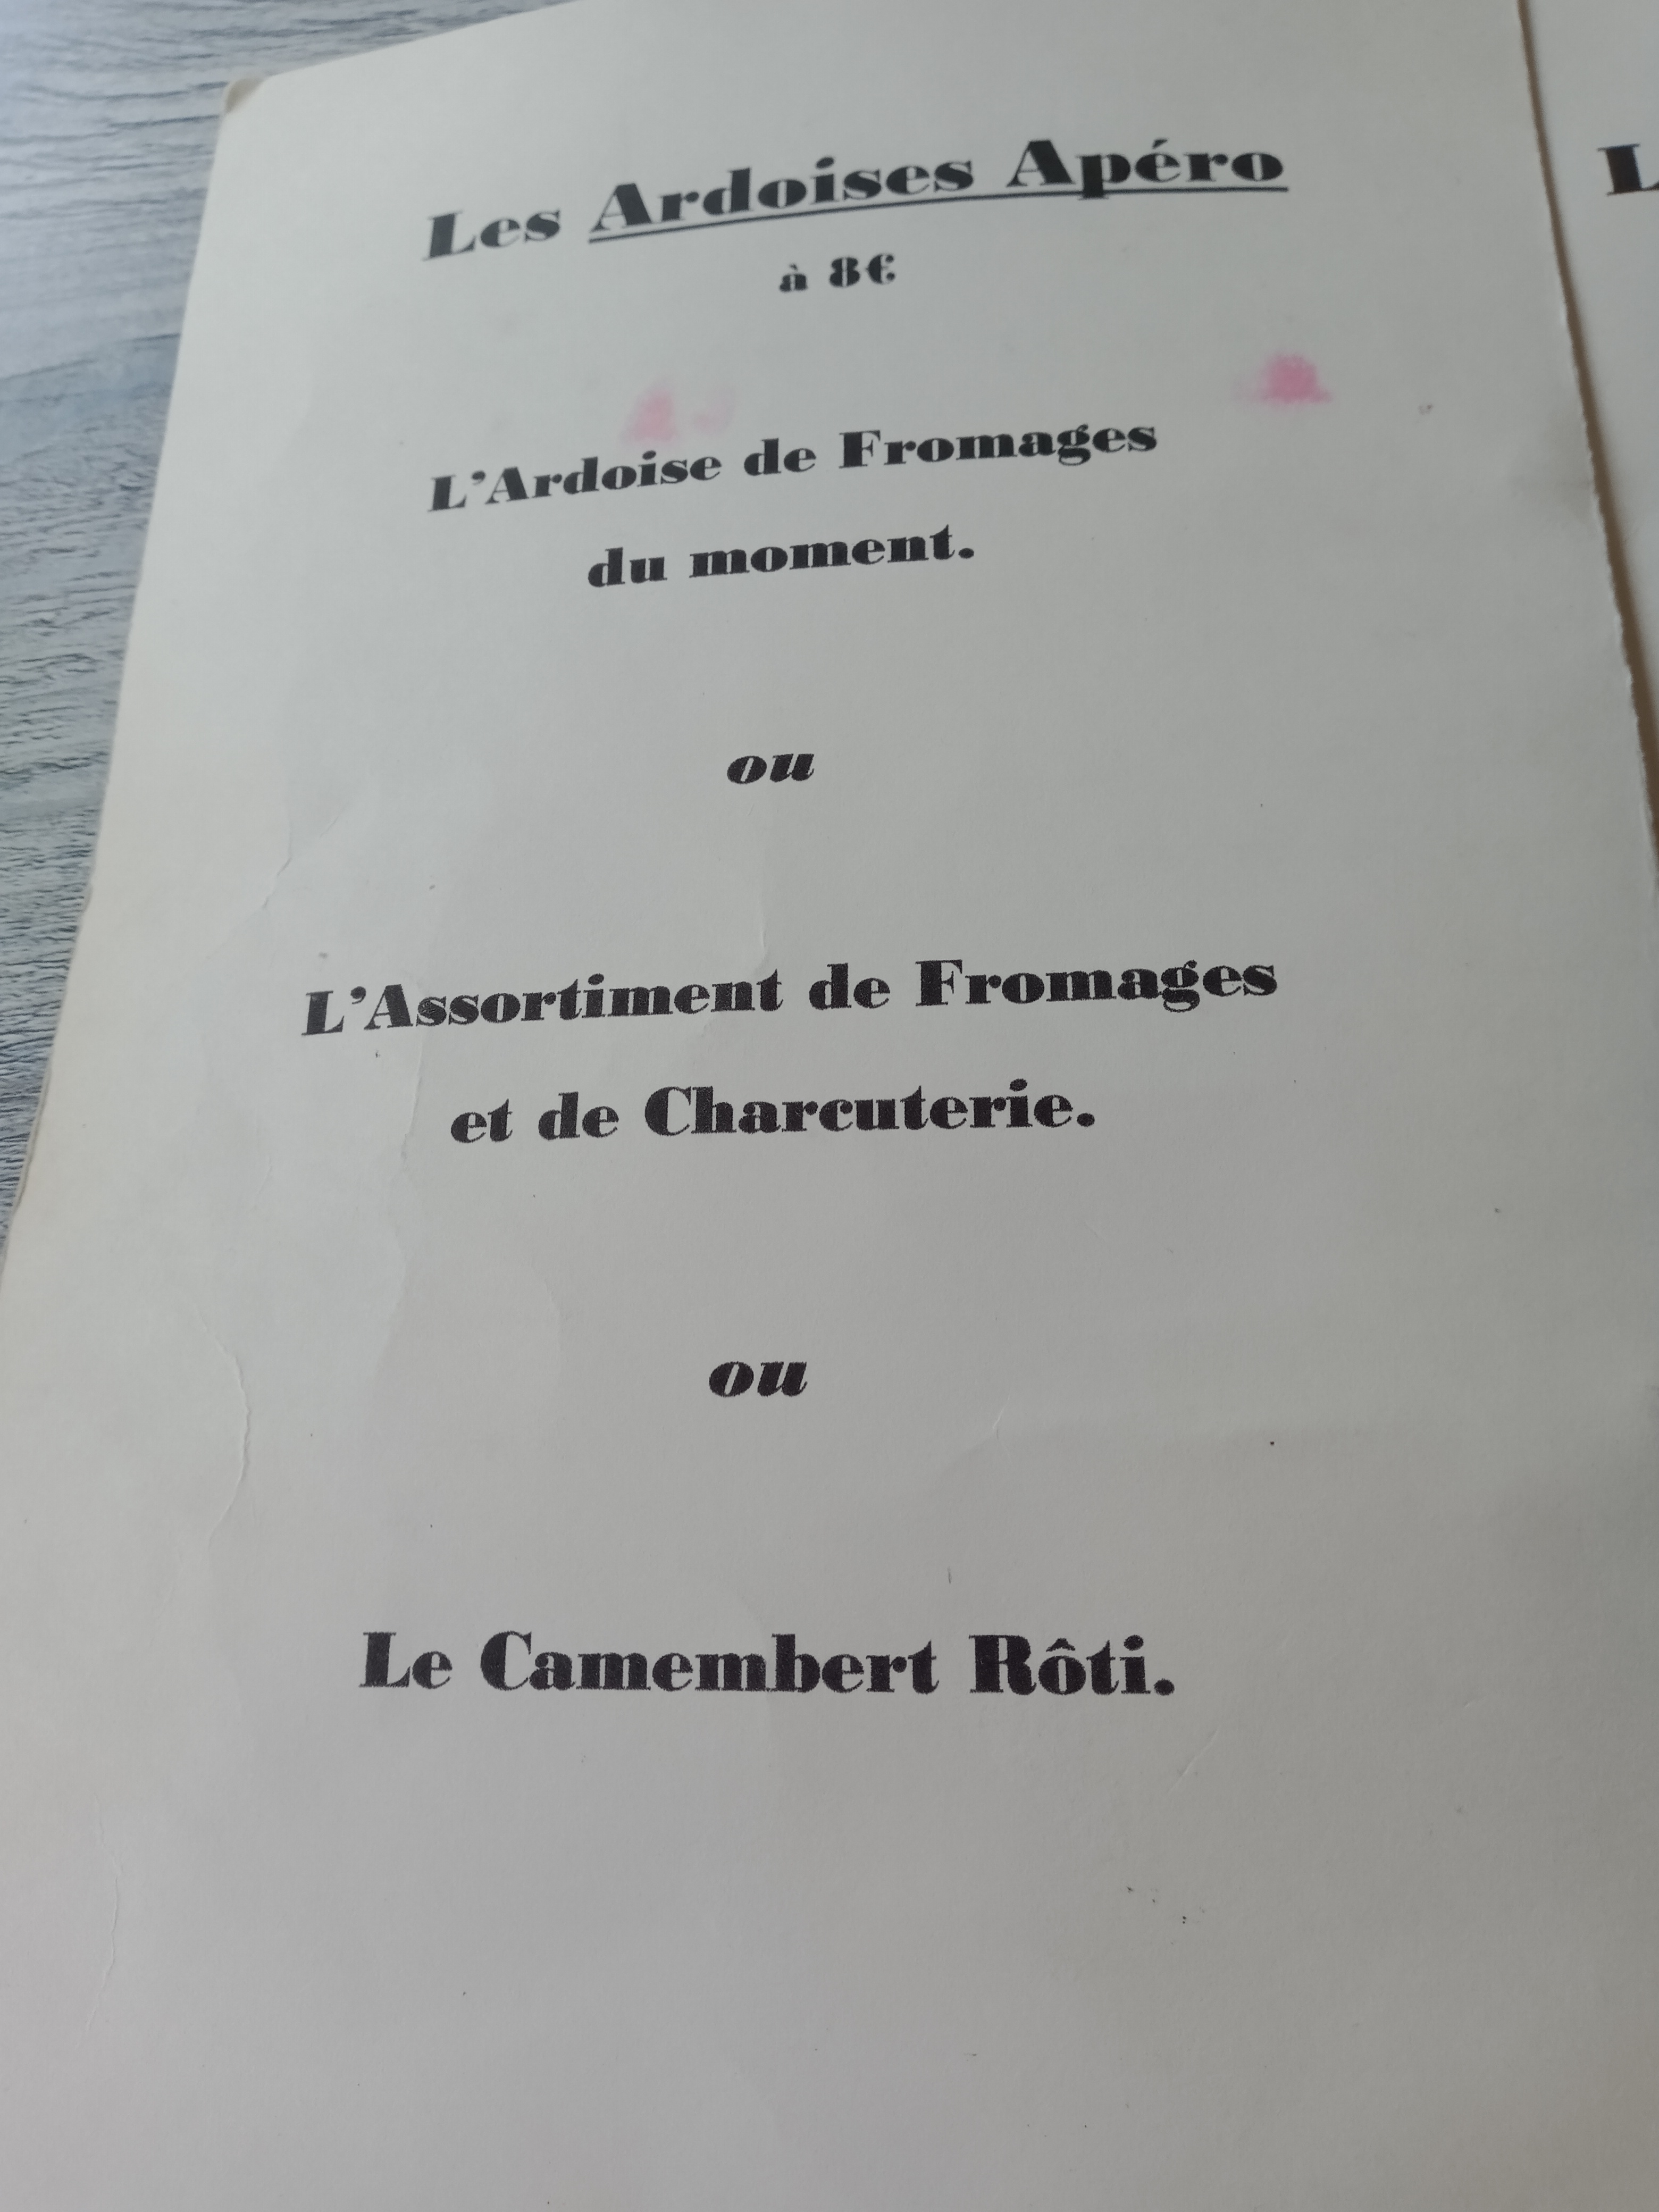 Les Ardoises Apéro
à 8€
L'Ardoise de Fromages
du moment.
ou
L'Assortiment de Fromages
et de Charcuterie.
ou
Le Camembert Rôti.
L